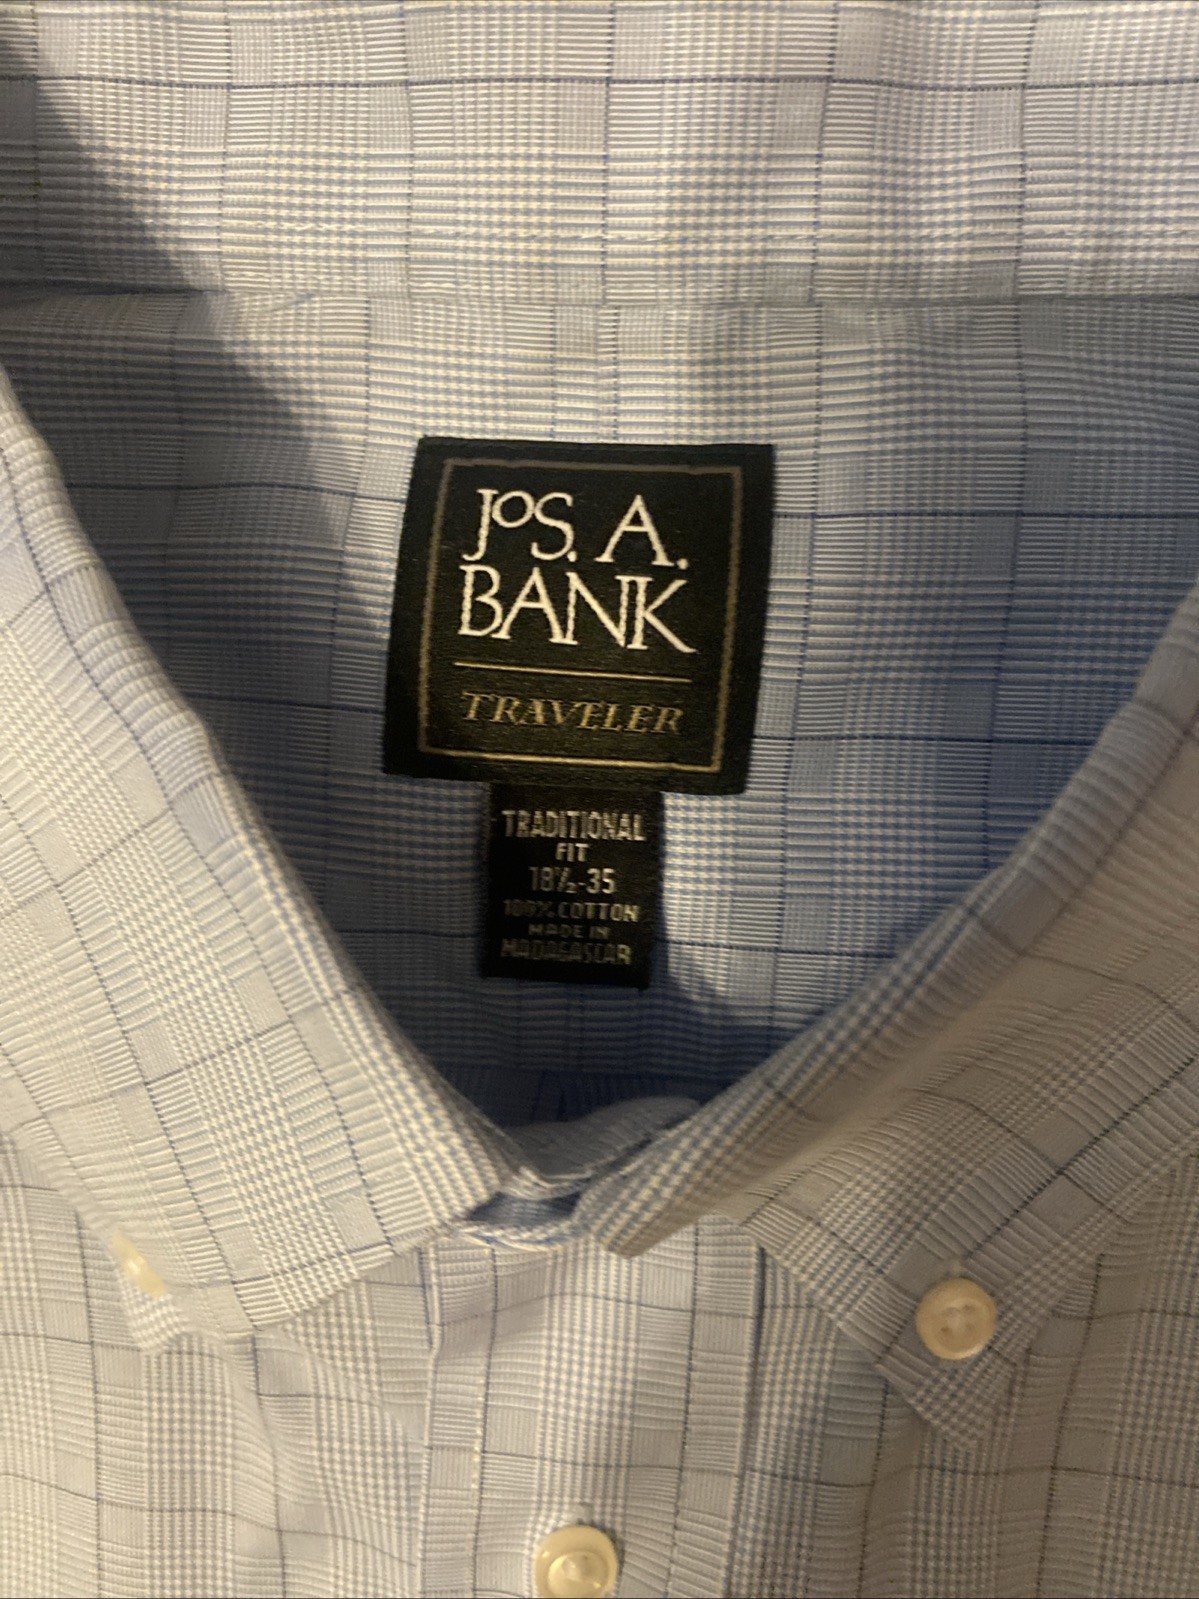 JOS. A.
BANK
TRAVELER
TRADITIONAL
FIT
18½-35
100% COTTON
MADE IN
MADAGASCAR